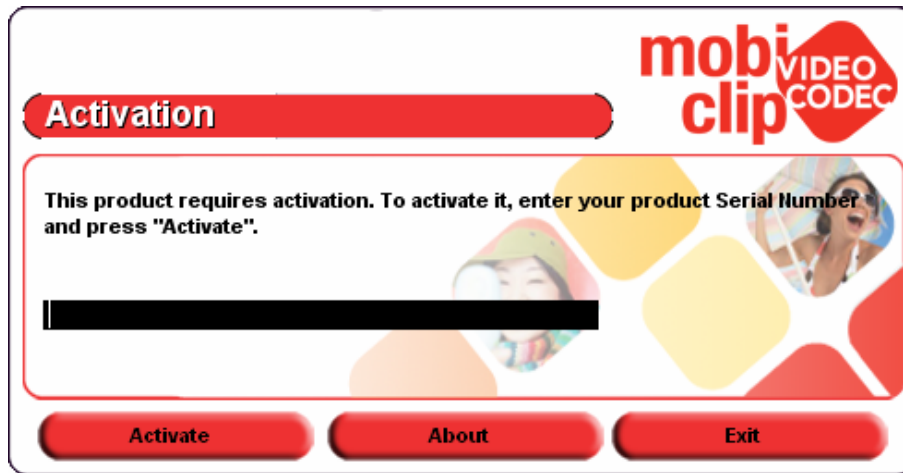 mobi
clip
VIDEO
CODEC
Activation
This product requires activation. To activate it, enter your product Serial Number
and press "Activate".
Activate
About
Exit